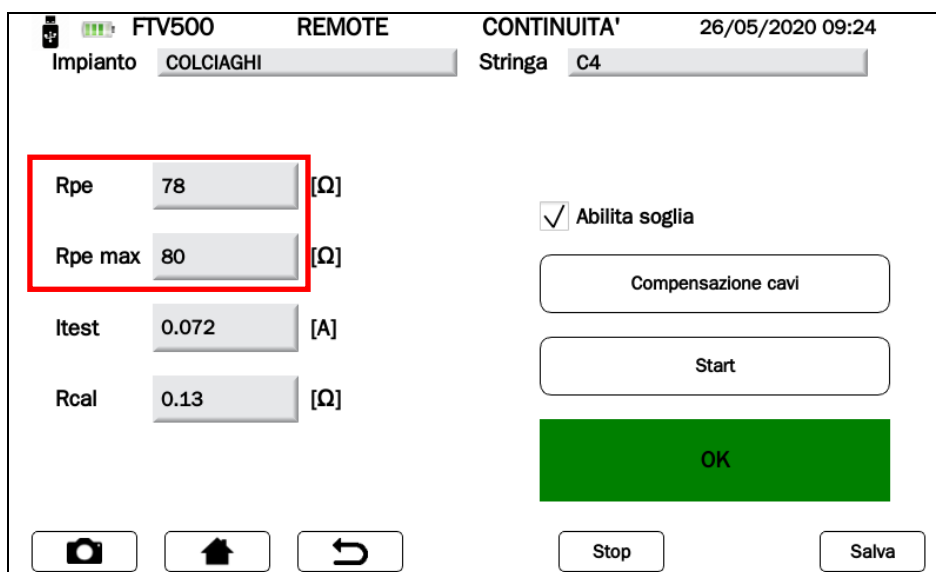 FTV500 REMOTE CONTINUITA' 26/05/2020 09:24
Impianto COLCIAGHI Stringa C4
Rpe 78 [Ω]
Abilita soglia
Rpe max 80 [Ω]
Compensazione cavi
Itest 0.072 [A]
Start
Rcal 0.13 [Ω]
OK
Stop Salva